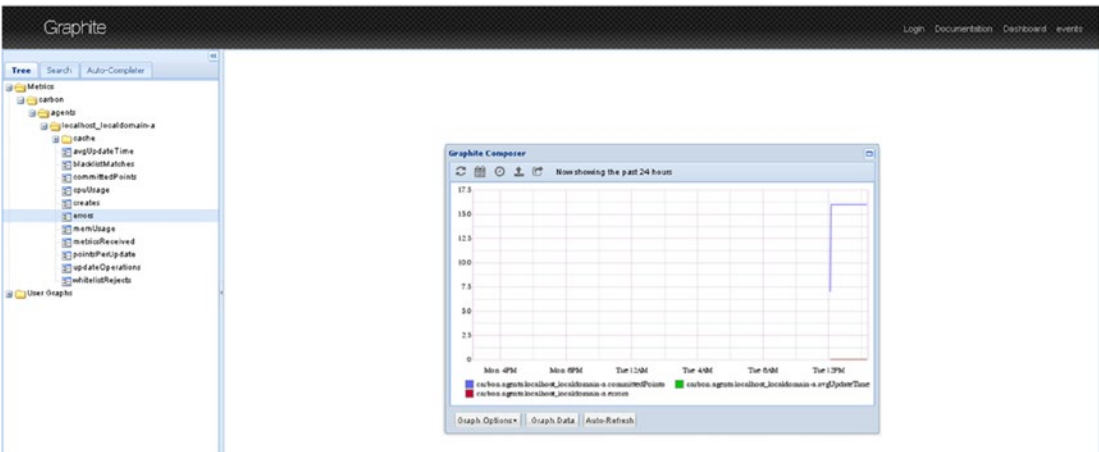 Graphite
Login Documentation Dashboard events
Tree Search Auto-Completer
Metrics
carbon
agents
localhost_localdomain-a
cache
avgUpdateTime
blacklistMatches
committedPoints
cpuUsage
creates
errors
memUsage
metricsReceived
pointsPerUpdate
updateOperations
whitelistRejects
User Graphs
Graphite Composer
Now showing the past 24 hours
17.5
15.0
12.5
10.0
7.5
5.0
2.5
0
Mon 4PM Mon 8PM Tue 12AM Tue 4AM Tue 8AM Tue 12PM
carbon.agents.localhost_localdomain-a.committedPoints carbon.agents.localhost_localdomain-a.avgUpdateTime
carbon.agents.localhost_localdomain-a.errors
Graph Options Graph Data Auto-Refresh